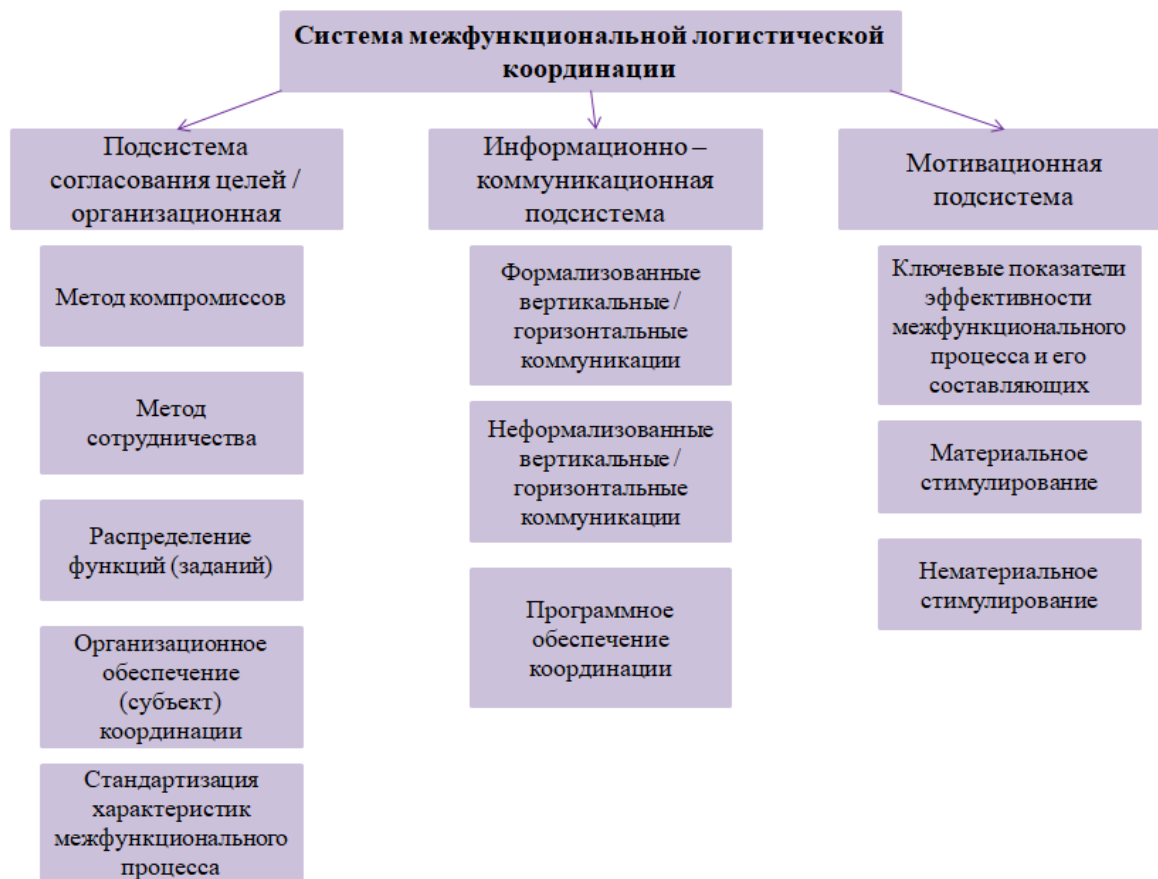 Система межфункциональной логистической
координации
Подсистема
согласования целей /
организационная
Метод компромиссов
Метод
сотрудничества
Распределение
функций (заданий)
Организационное
обеспечение
(субъект)
координации
Стандартизация
характеристик
межфункционального
процесса
Информационно –
коммуникационная
подсистема
Формализованные
вертикальные /
горизонтальные
коммуникации
Неформализованные
вертикальные /
горизонтальные
коммуникации
Программное
обеспечение
координации
Мотивационная
подсистема
Ключевые показатели
эффективности
межфункционального
процесса и его
составляющих
Материальное
стимулирование
Нематериальное
стимулирование